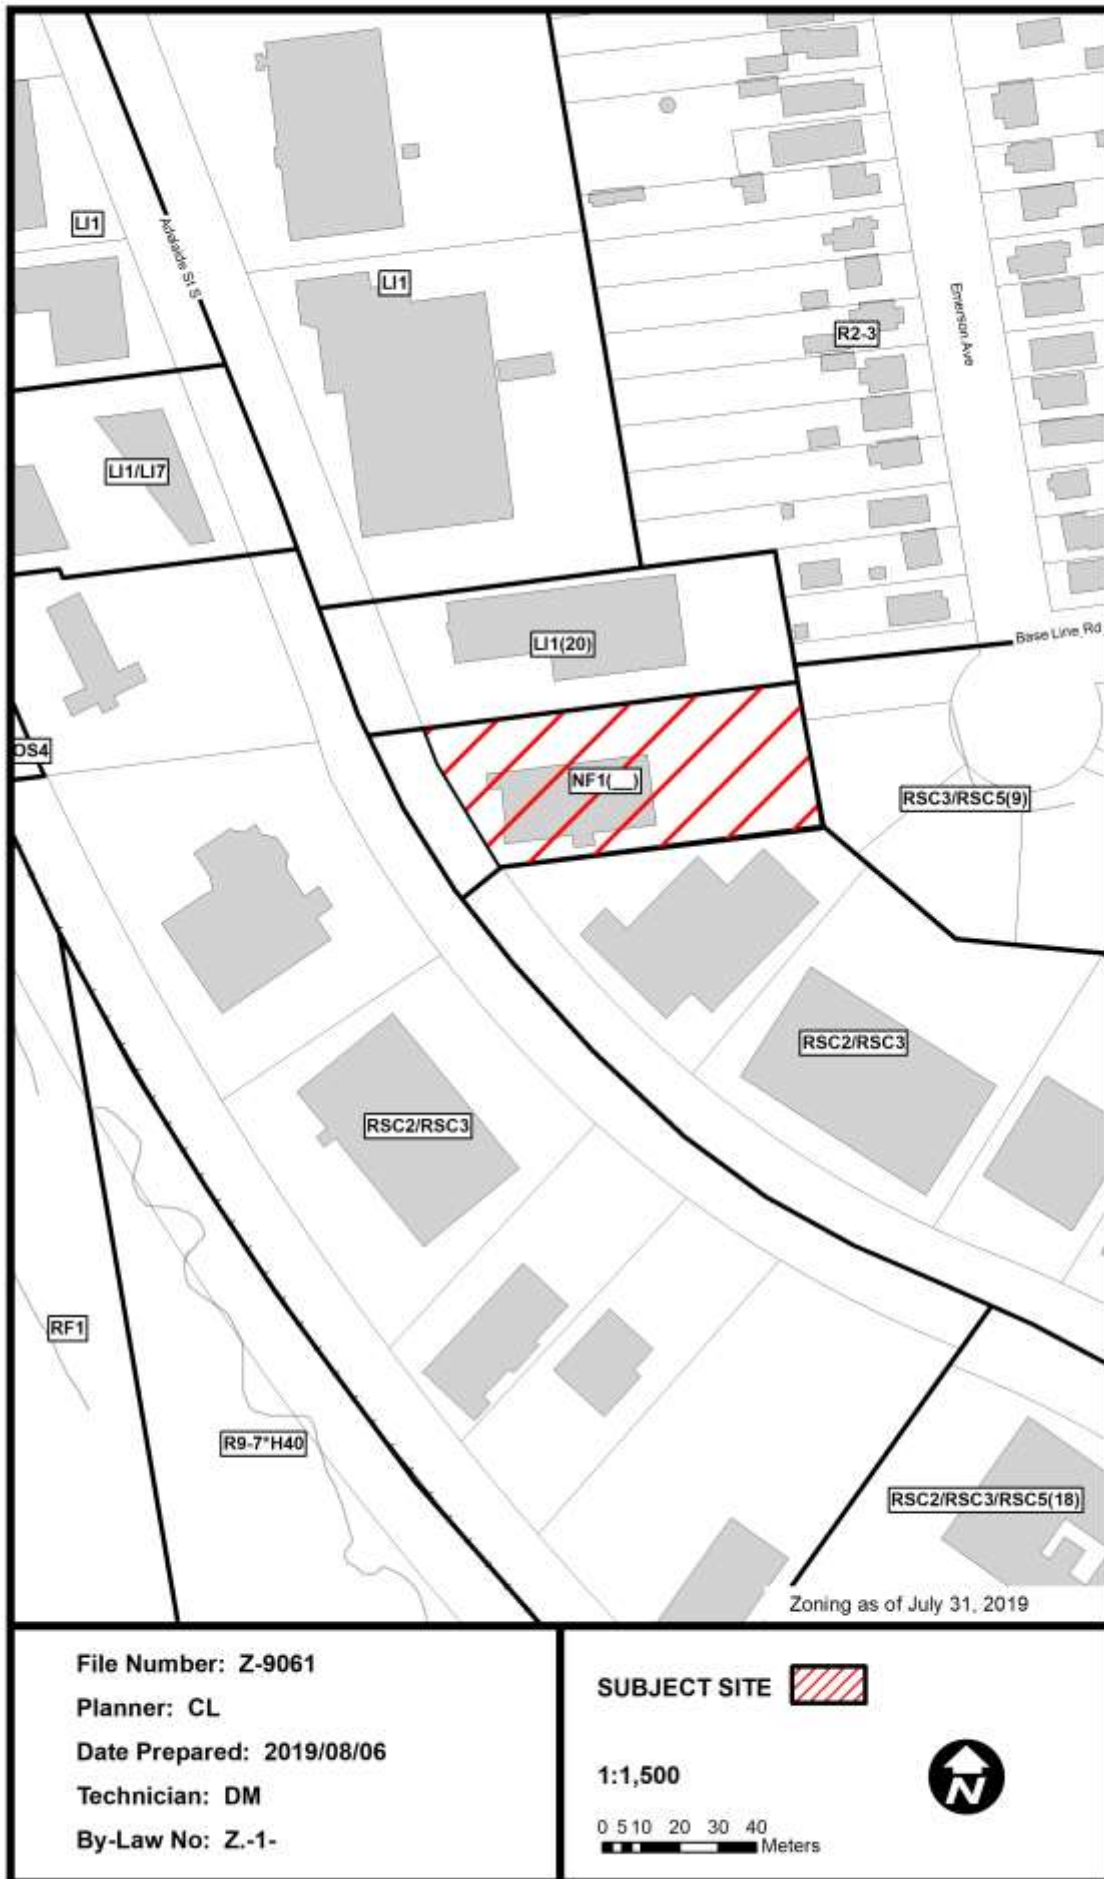 LI1
Adelaide St S
LI1
R2-3
Emerson Ave
LI1/LI7
LI1(20)
Base Line Rd
OS4
NF1(__)
RSC3/RSC5(9)
RSC2/RSC3
RSC2/RSC3
RF1
R9-7*H40
RSC2/RSC3/RSC5(18)
Zoning as of July 31, 2019
File Number: Z-9061
Planner: CL
Date Prepared: 2019/08/06
Technician: DM
By-Law No: Z.-1-
SUBJECT SITE
1:1,500
0 5 10 20 30 40
Meters
N